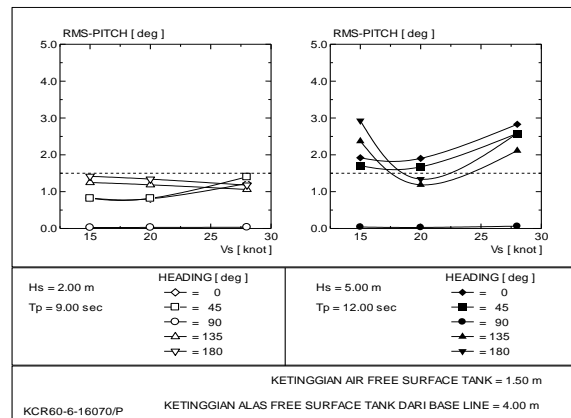 RMS-PITCH [ deg ]
5.0
4.0
3.0
2.0
1.0
0.0
15
20
25
30
Vs [ knot ]
RMS-PITCH [ deg ]
5.0
4.0
3.0
2.0
1.0
0.0
15
20
25
30
Vs [ knot ]
Hs = 2.00 m
Tp = 9.00 sec
HEADING [ deg ]
= 0
= 45
= 90
= 135
= 180
Hs = 5.00 m
Tp = 12.00 sec
HEADING [ deg ]
= 0
= 45
= 90
= 135
= 180
KETINGGIAN AIR FREE SURFACE TANK = 1.50 m
KCR60-6-16070/P KETINGGIAN ALAS FREE SURFACE TANK DARI BASE LINE = 4.00 m